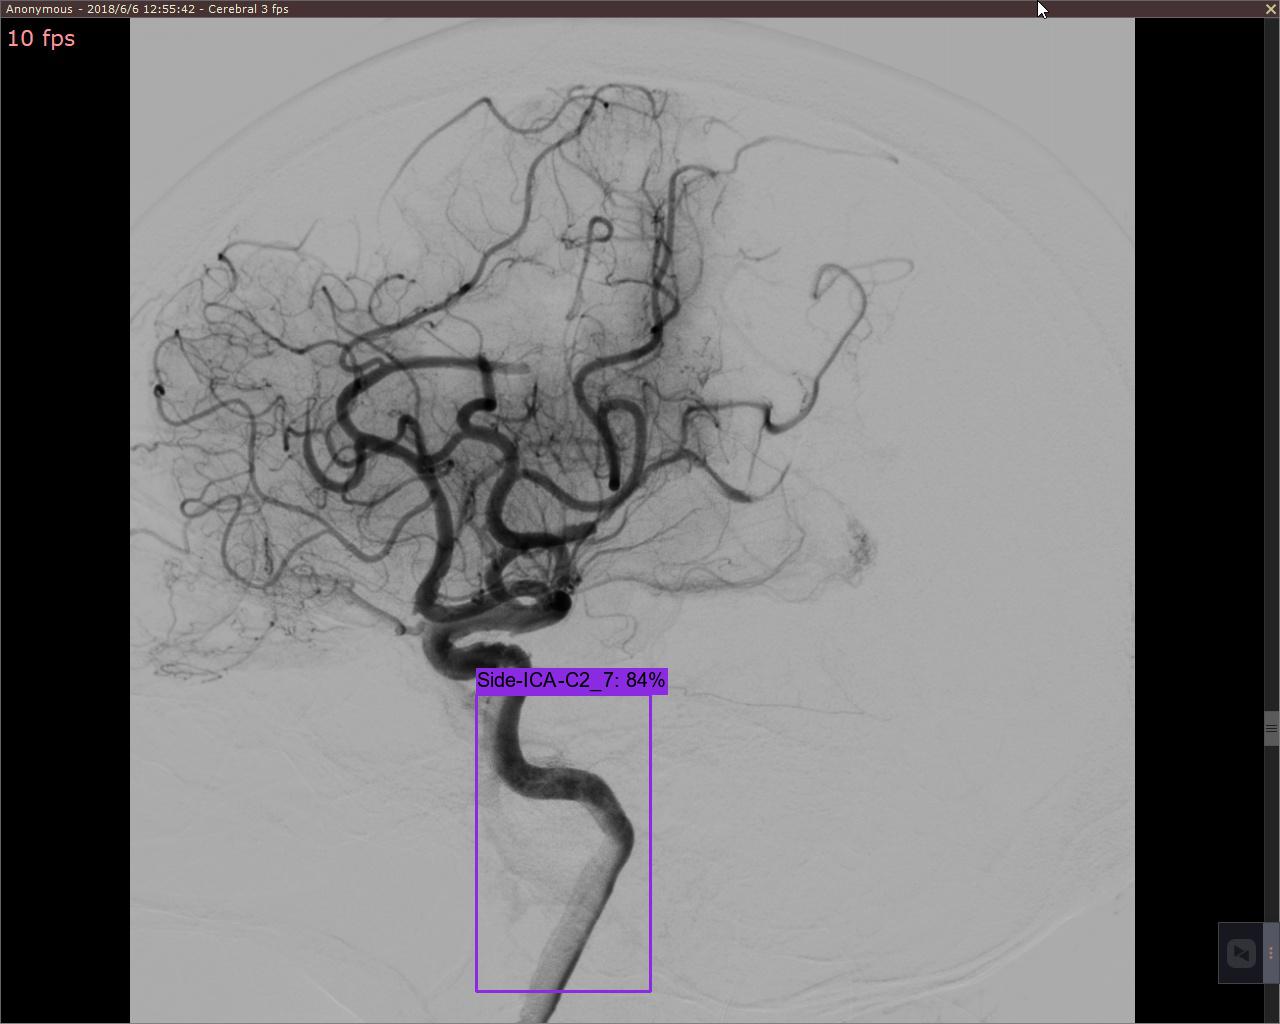 Anonymous - 2018/6/6 12:55:42 - Cerebral 3 fps
10 fps
Side-ICA-C2_7: 84%